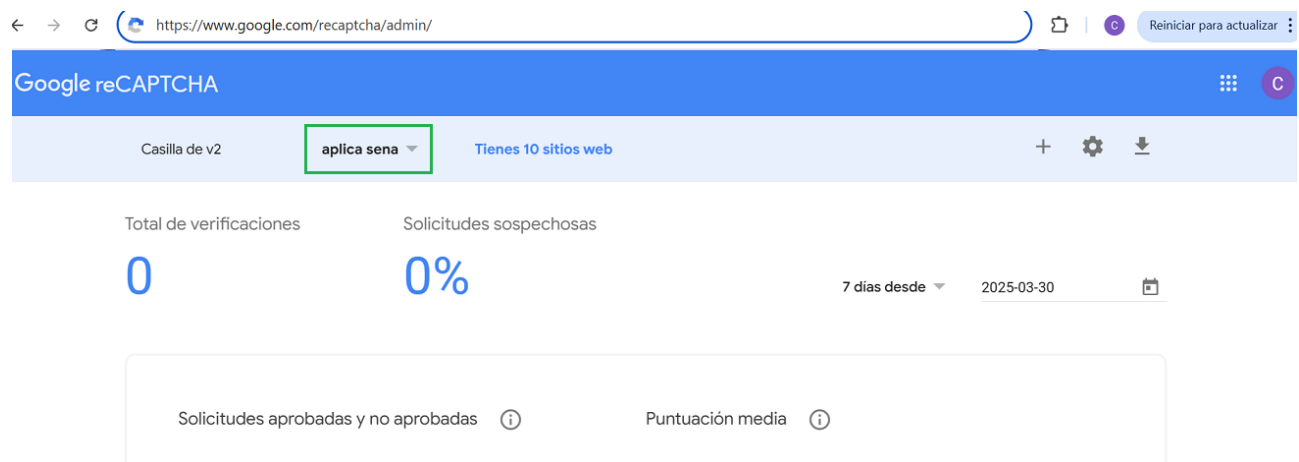 https://www.google.com/recaptcha/admin/
C
Reiniciar para actualizar
Google reCAPTCHA
C
Casilla de v2
aplica sena
Tienes 10 sitios web
Total de verificaciones
Solicitudes sospechosas
0
0%
7 días desde
2025-03-30
Solicitudes aprobadas y no aprobadas
Puntuación media